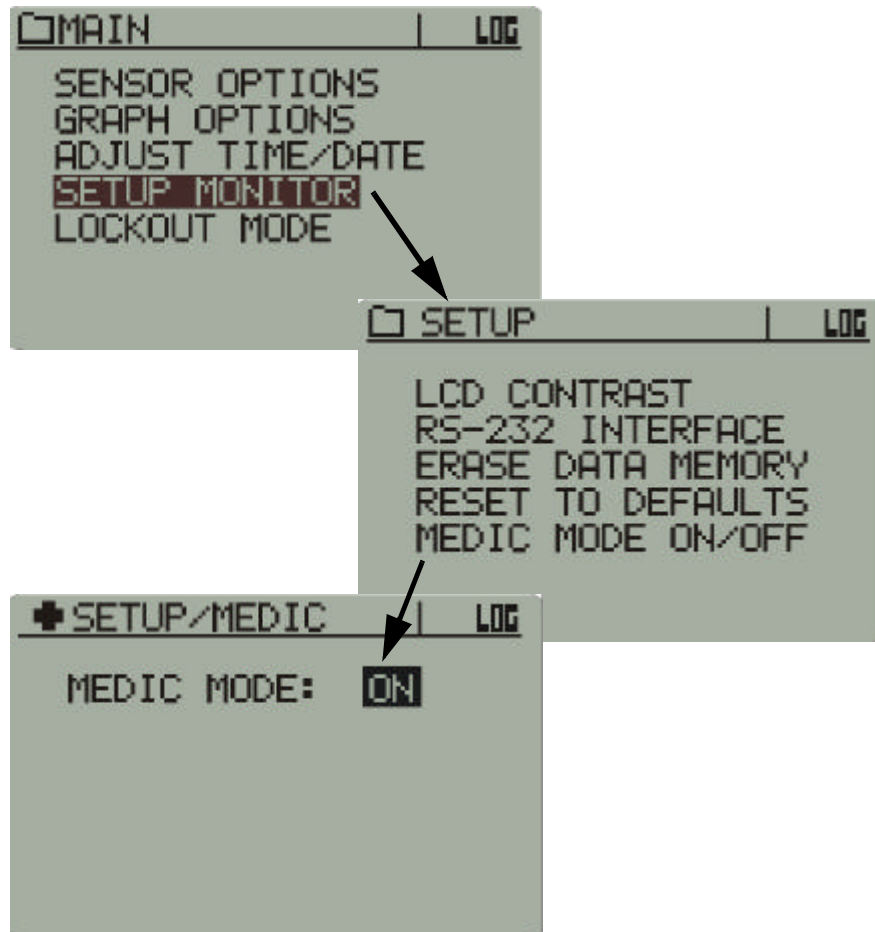 MAIN | LOG
SENSOR OPTIONS
GRAPH OPTIONS
ADJUST TIME/DATE
SETUP MONITOR
LOCKOUT MODE
SETUP | LOG
LCD CONTRAST
RS-232 INTERFACE
ERASE DATA MEMORY
RESET TO DEFAULTS
MEDIC MODE ON/OFF
SETUP/MEDIC | LOG
MEDIC MODE: ON